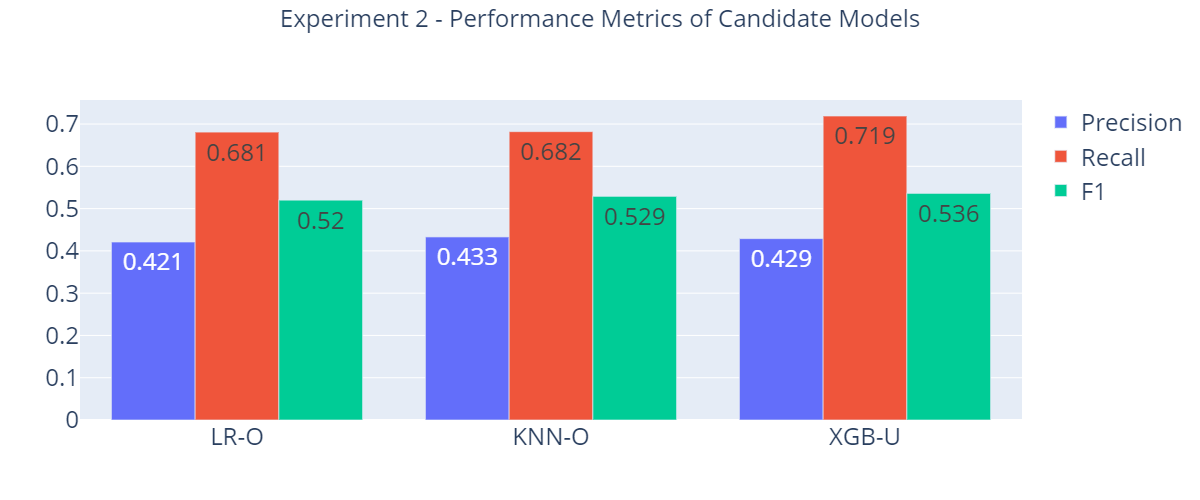 Experiment 2 - Performance Metrics of Candidate Models
0.7
0.6
0.5
0.4
0.3
0.2
0.1
0
0.421
0.681
0.52
0.433
0.682
0.529
0.429
0.719
0.536
LR-O
KNN-O
XGB-U
Precision
Recall
F1